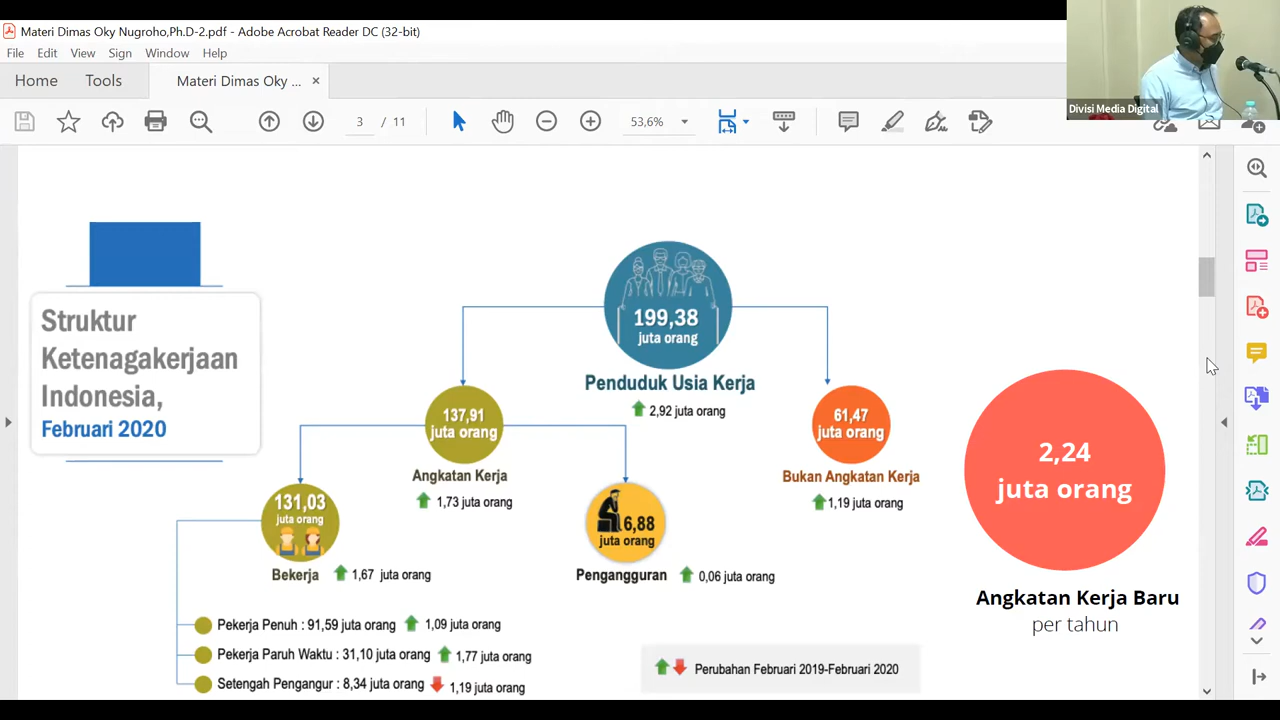 Materi Dimas Oky Nugroho,Ph.D-2.pdf - Adobe Acrobat Reader DC (32-bit)
File Edit View Sign Window Help
Home Tools Materi Dimas Oky ... ×
3 / 11 53,6%
Divisi Media Digital
Struktur
Ketenagakerjaan
Indonesia,
Februari 2020
199,38
juta orang
Penduduk Usia Kerja
2,92 juta orang
137,91
juta orang
Angkatan Kerja
1,73 juta orang
61,47
juta orang
Bukan Angkatan Kerja
1,19 juta orang
131,03
juta orang
Bekerja
1,67 juta orang
6,88
juta orang
Pengangguran
0,06 juta orang
Pekerja Penuh : 91,59 juta orang 1,09 juta orang
Pekerja Paruh Waktu : 31,10 juta orang 1,77 juta orang
Setengah Pengangur : 8,34 juta orang 1,19 juta orang
Perubahan Februari 2019-Februari 2020
2,24
juta orang
Angkatan Kerja Baru
per tahun